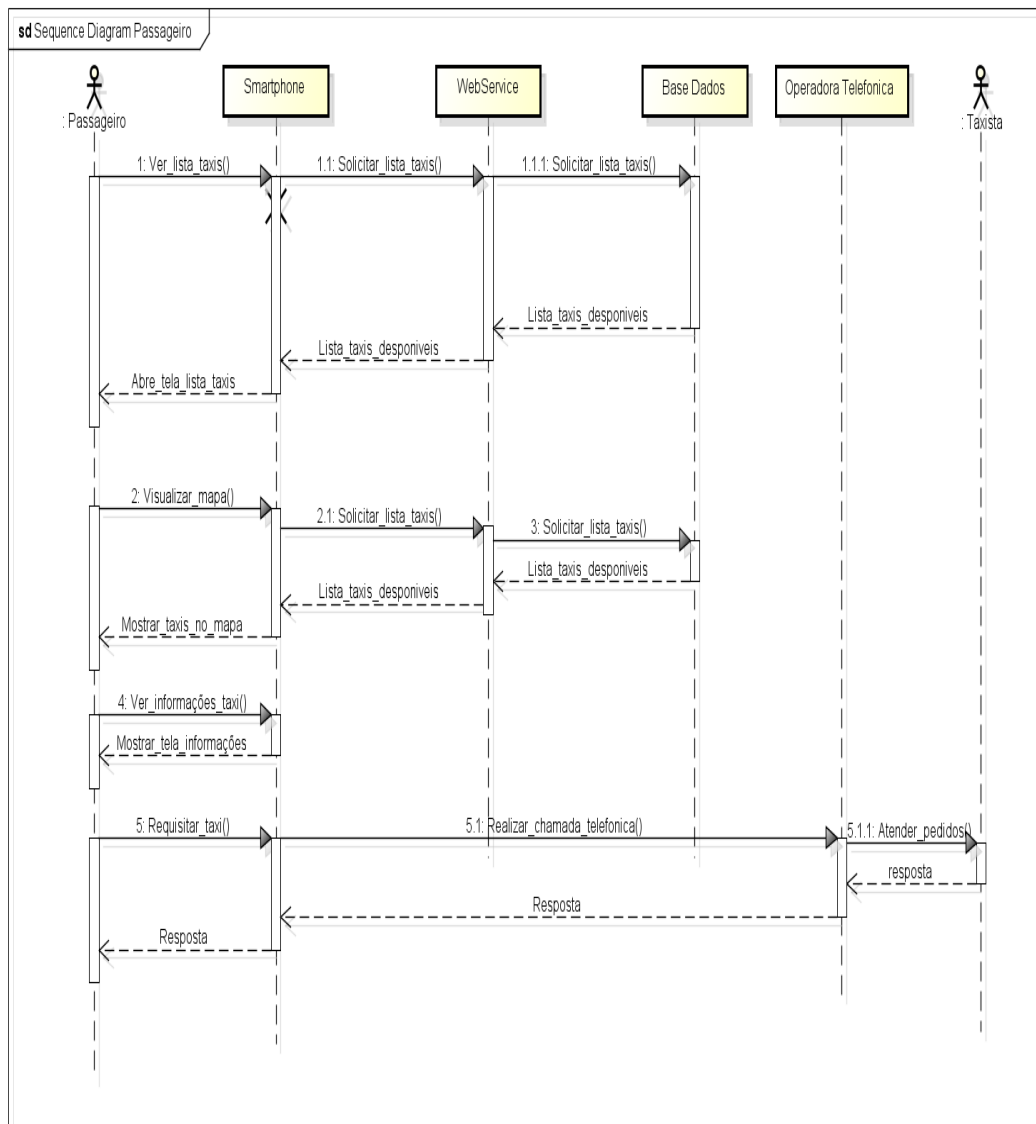 sd Sequence Diagram Passageiro
: Passageiro
Smartphone
WebService
Base Dados
Operadora Telefonica
: Taxista
1: Ver_lista_taxis()
1.1: Solicitar_lista_taxis()
1.1.1: Solicitar_lista_taxis()
Lista_taxis_desponiveis
Lista_taxis_desponiveis
Abre_tela_lista_taxis
2: Visualizar_mapa()
2.1: Solicitar_lista_taxis()
3: Solicitar_lista_taxis()
Lista_taxis_desponiveis
Lista_taxis_desponiveis
Mostrar_taxis_no_mapa
4: Ver_informações_taxi()
Mostrar_tela_informações
5: Requisitar_taxi()
5.1: Realizar_chamada_telefonica()
5.1.1: Atender_pedidos()
resposta
Resposta
Resposta